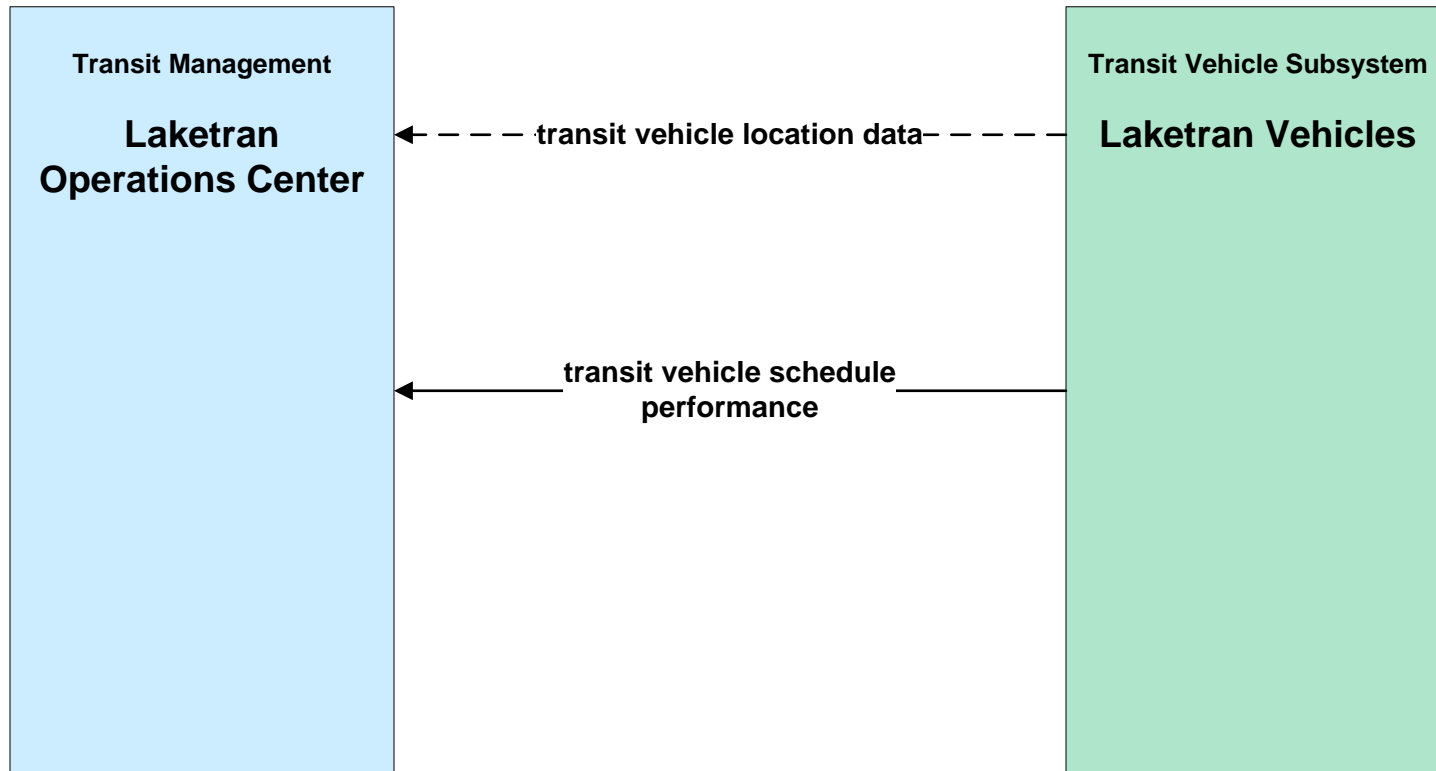 Transit Management
Laketran
Operations Center
transit vehicle location data
transit vehicle schedule
performance
Transit Vehicle Subsystem
Laketran Vehicles